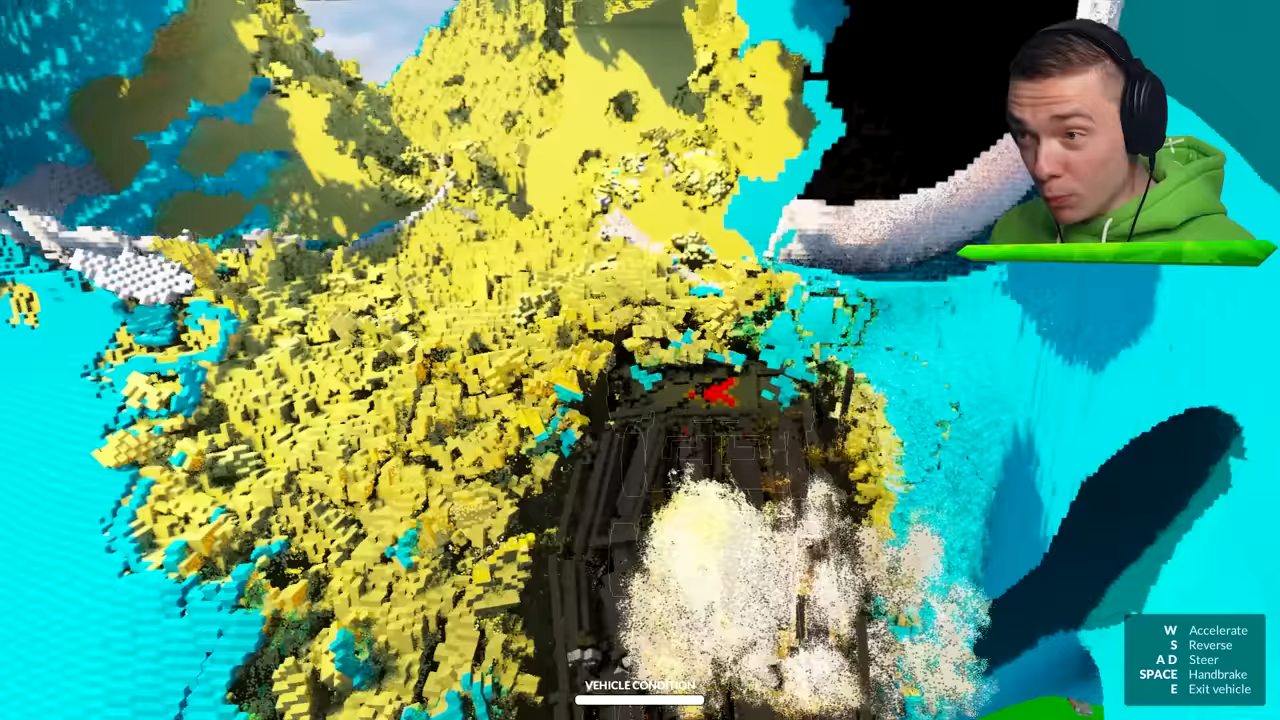 W Accelerate
S Reverse
A D Steer
SPACE Handbrake
E Exit vehicle
VEHICLE CONDITION